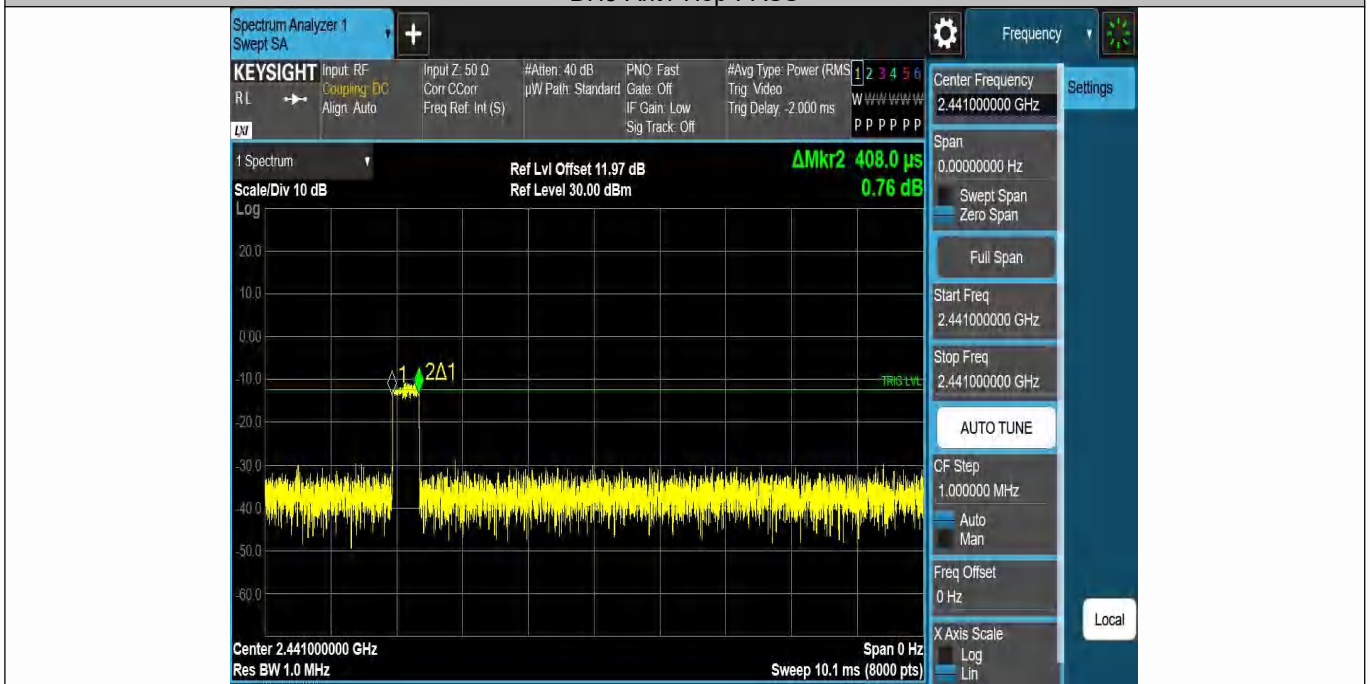 Spectrum Analyzer 1
Swept SA
+
Frequency
KEYSIGHT
RL
LXI
Input: RF
Coupling: DC
Align: Auto
Input Z: 50 Ω
Corr CCorr
Freq Ref: Int (S)
#Atten: 40 dB
µW Path: Standard
PNO: Fast
Gate: Off
IF Gain: Low
Sig Track: Off
#Avg Type: Power (RMS
Trig: Video
Trig Delay: -2.000 ms
1 2 3 4 5 6
W W W W W W
P P P P P P
Center Frequency
2.441000000 GHz
Settings
1 Spectrum
Scale/Div 10 dB
Log
Ref Lvl Offset 11.97 dB
Ref Level 30.00 dBm
ΔMkr2 408.0 µs
0.76 dB
Span
0.00000000 Hz
Swept Span
Zero Span
Full Span
Start Freq
2.441000000 GHz
Stop Freq
2.441000000 GHz
AUTO TUNE
CF Step
1.000000 MHz
Auto
Man
Freq Offset
0 Hz
X Axis Scale
Log
Lin
Local
20.0
10.0
0.00
-10.0
-20.0
-30.0
-40.0
-50.0
-60.0
1
2Δ1
TRIG LVL
Center 2.441000000 GHz
Span 0 Hz
Res BW 1.0 MHz
Sweep 10.1 ms (8000 pts)